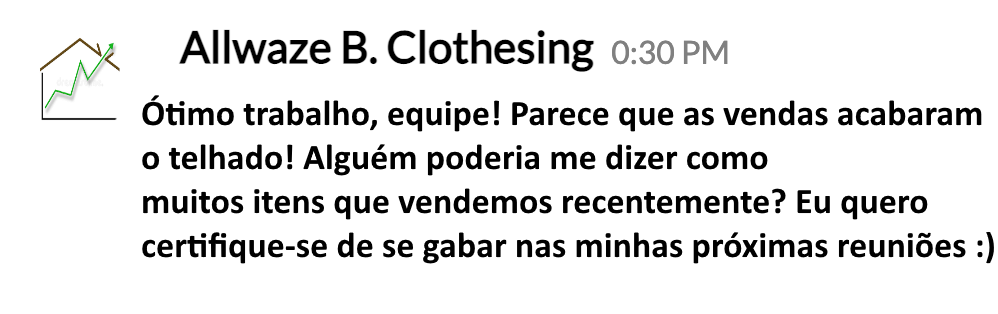 Allwaze B. Clothesing 0:30 PM
Ótimo trabalho, equipe! Parece que as vendas acabaram
o telhado! Alguém poderia me dizer como
muitos itens que vendemos recentemente? Eu quero
certifique-se de se gabar nas minhas próximas reuniões :)